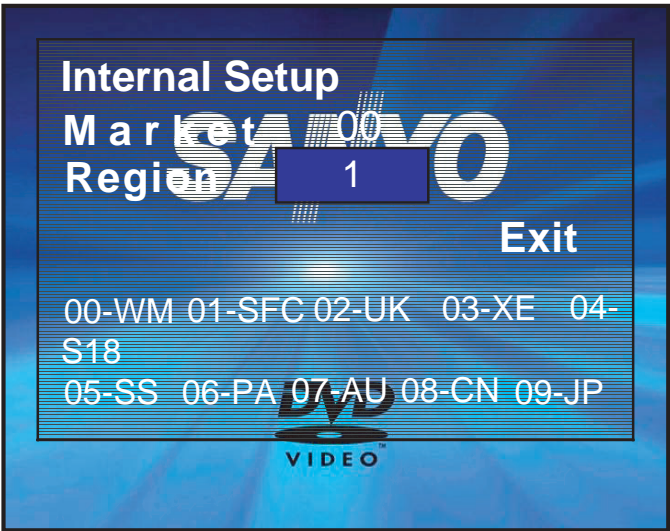 Internal Setup
Market 00
SANYO
Region 1
Exit
00-WM 01-SFC 02-UK 03-XE 04-
S18
05-SS 06-PA 07-AU 08-CN 09-JP
DVD
VIDEO
TM